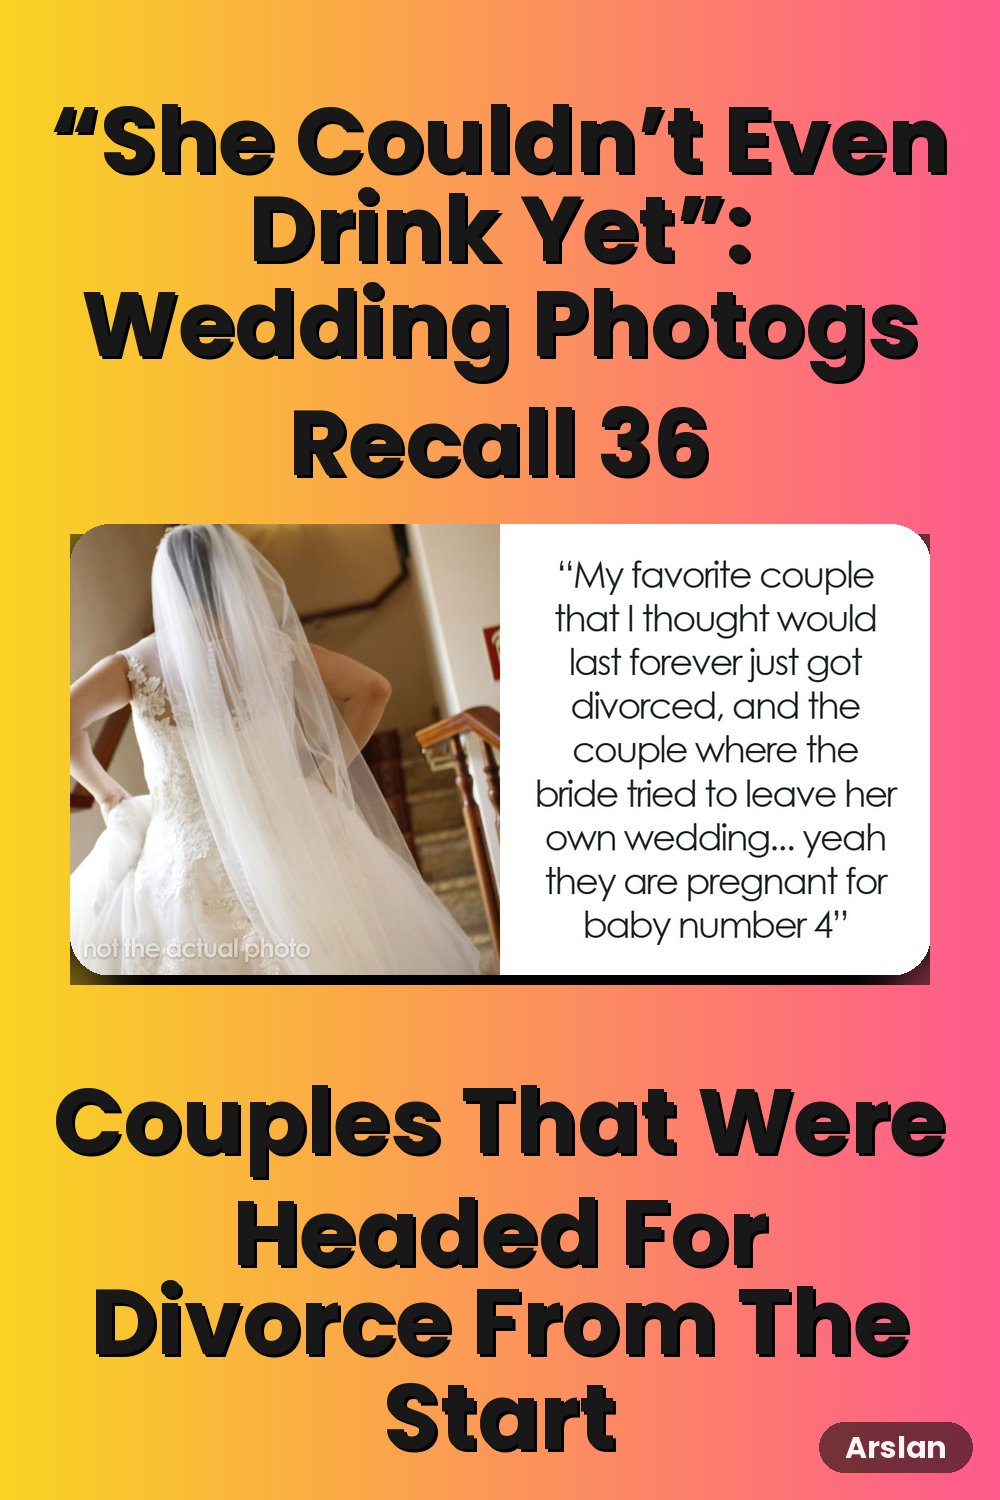 “She Couldn’t Even
Drink Yet”:
Wedding Photogs
Recall 36
“My favorite couple
that I thought would
last forever just got
divorced, and the
couple where the
bride tried to leave her
own wedding... yeah
they are pregnant for
baby number 4”
not the actual photo
Couples That Were
Headed For
Divorce From The
Start
Arslan